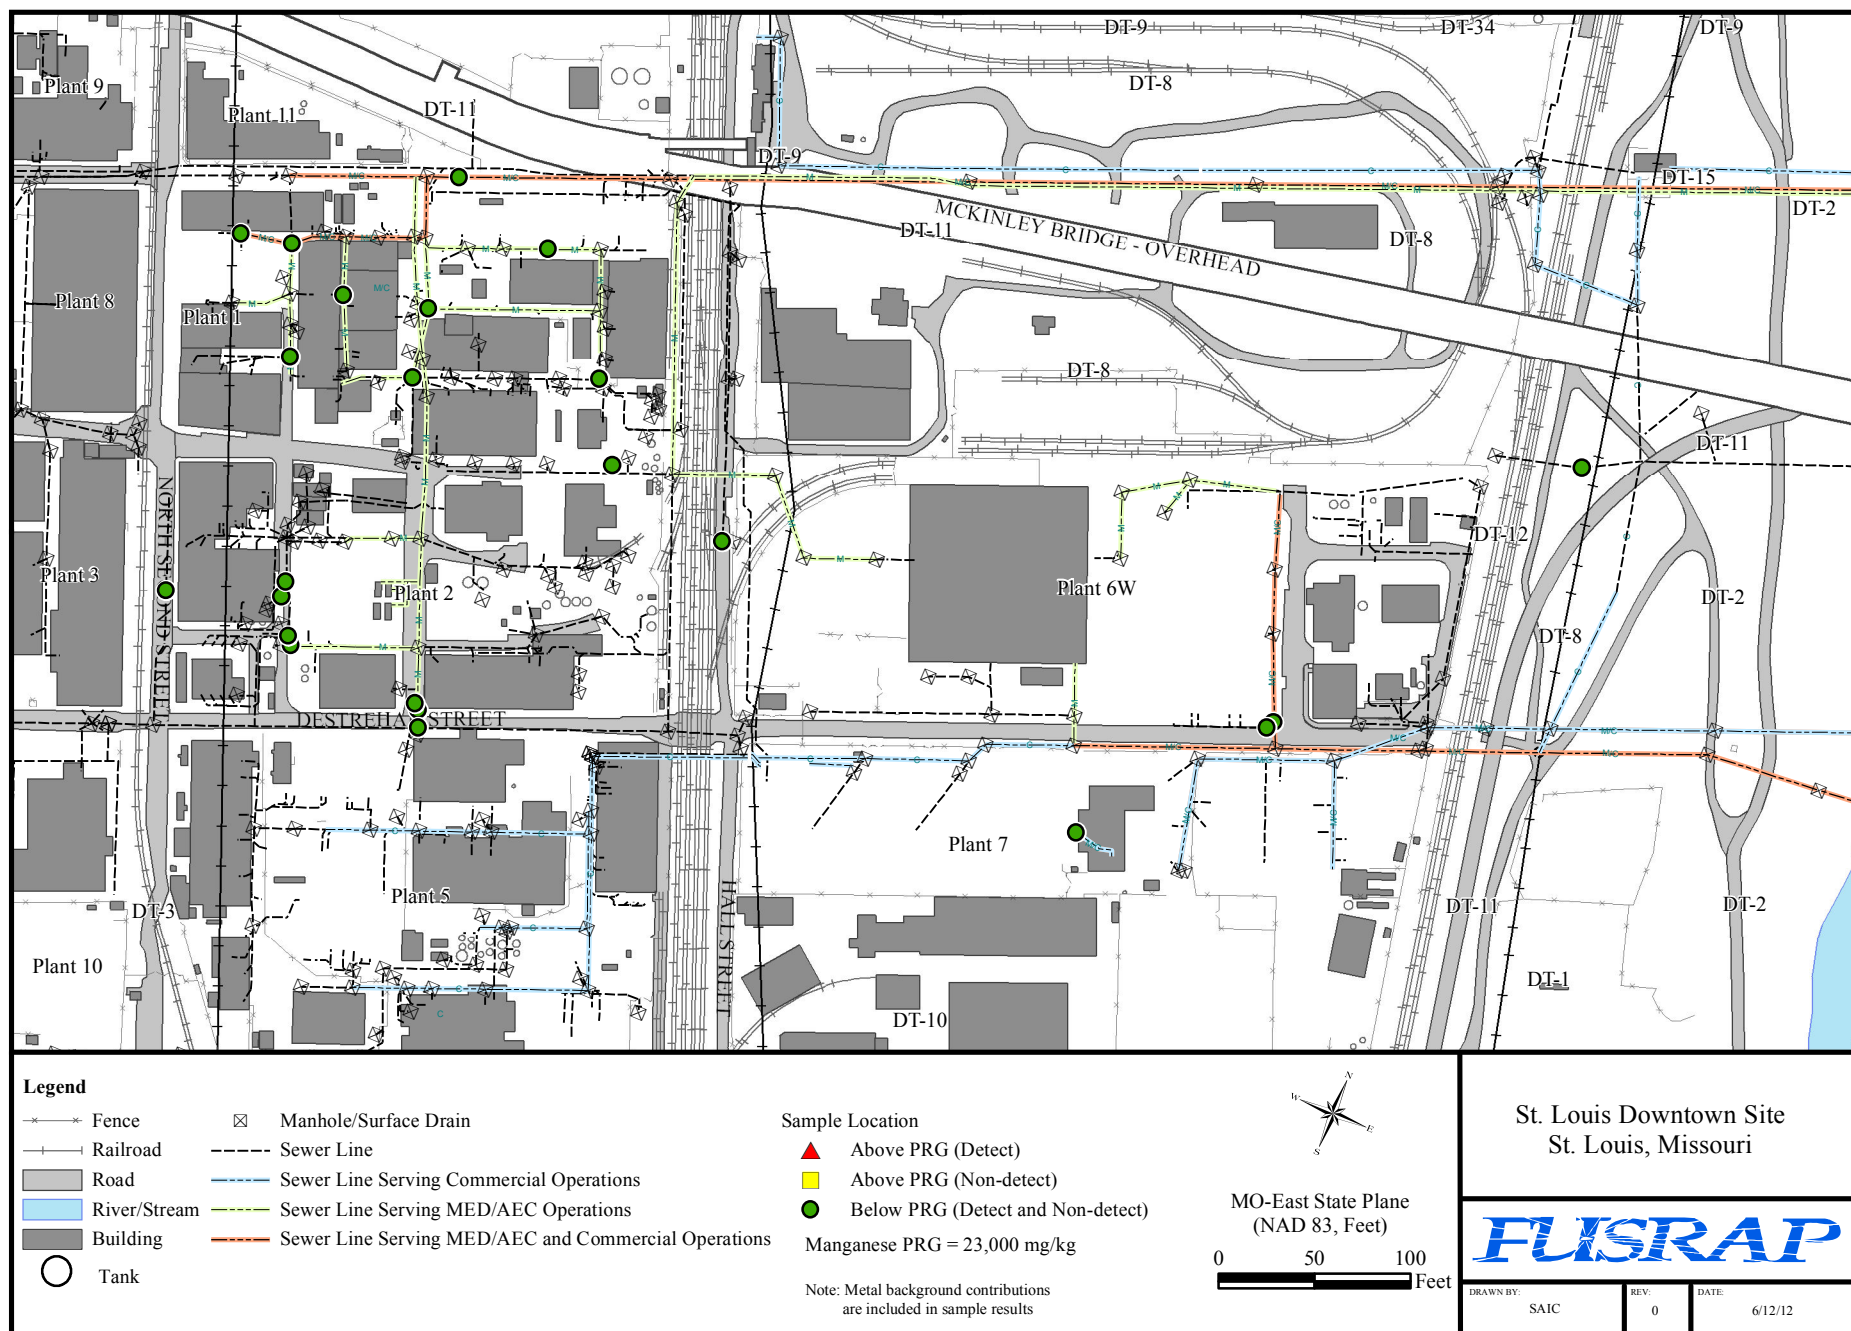 DT-9
DT-34
DT-9
Plant 9
DT-8
Plant 11
DT-11
DT-9
DT-15
DT-2
MCKINLEY BRIDGE - OVERHEAD
DT-11
DT-8
Plant 8
Plant 1
DT-8
DT-11
NORTH SECOND STREET
DT-12
Plant 3
Plant 2
Plant 6W
DT-2
DT-8
DESTREHAN STREET
Plant 7
Plant 5
HALL STREET
DT-3
DT-11
DT-2
Plant 10
DT-1
DT-10
Legend
Fence
Railroad
Road
River/Stream
Building
Tank
Manhole/Surface Drain
Sewer Line
Sewer Line Serving Commercial Operations
Sewer Line Serving MED/AEC Operations
Sewer Line Serving MED/AEC and Commercial Operations
Sample Location
Above PRG (Detect)
Above PRG (Non-detect)
Below PRG (Detect and Non-detect)
Manganese PRG = 23,000 mg/kg
Note: Metal background contributions
are included in sample results
N
W
E
S
MO-East State Plane
(NAD 83, Feet)
0 50 100
Feet
St. Louis Downtown Site
St. Louis, Missouri
FUSRAP
DRAWN BY:
SAIC
REV:
0
DATE:
6/12/12